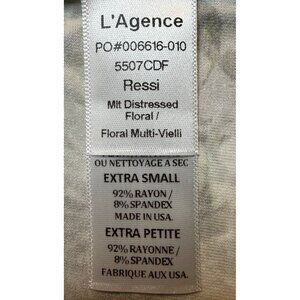 L'Agence
PO#006616-010
5507CDF
Ressi
Mlt Distressed
Floral /
Floral Multi-Vielli
OU NETTOYAGE A SEC
EXTRA SMALL
92% RAYON /
8% SPANDEX
MADE IN USA.
EXTRA PETITE
92% RAYONNE /
8% SPANDEX
FABRIQUE AUX USA.